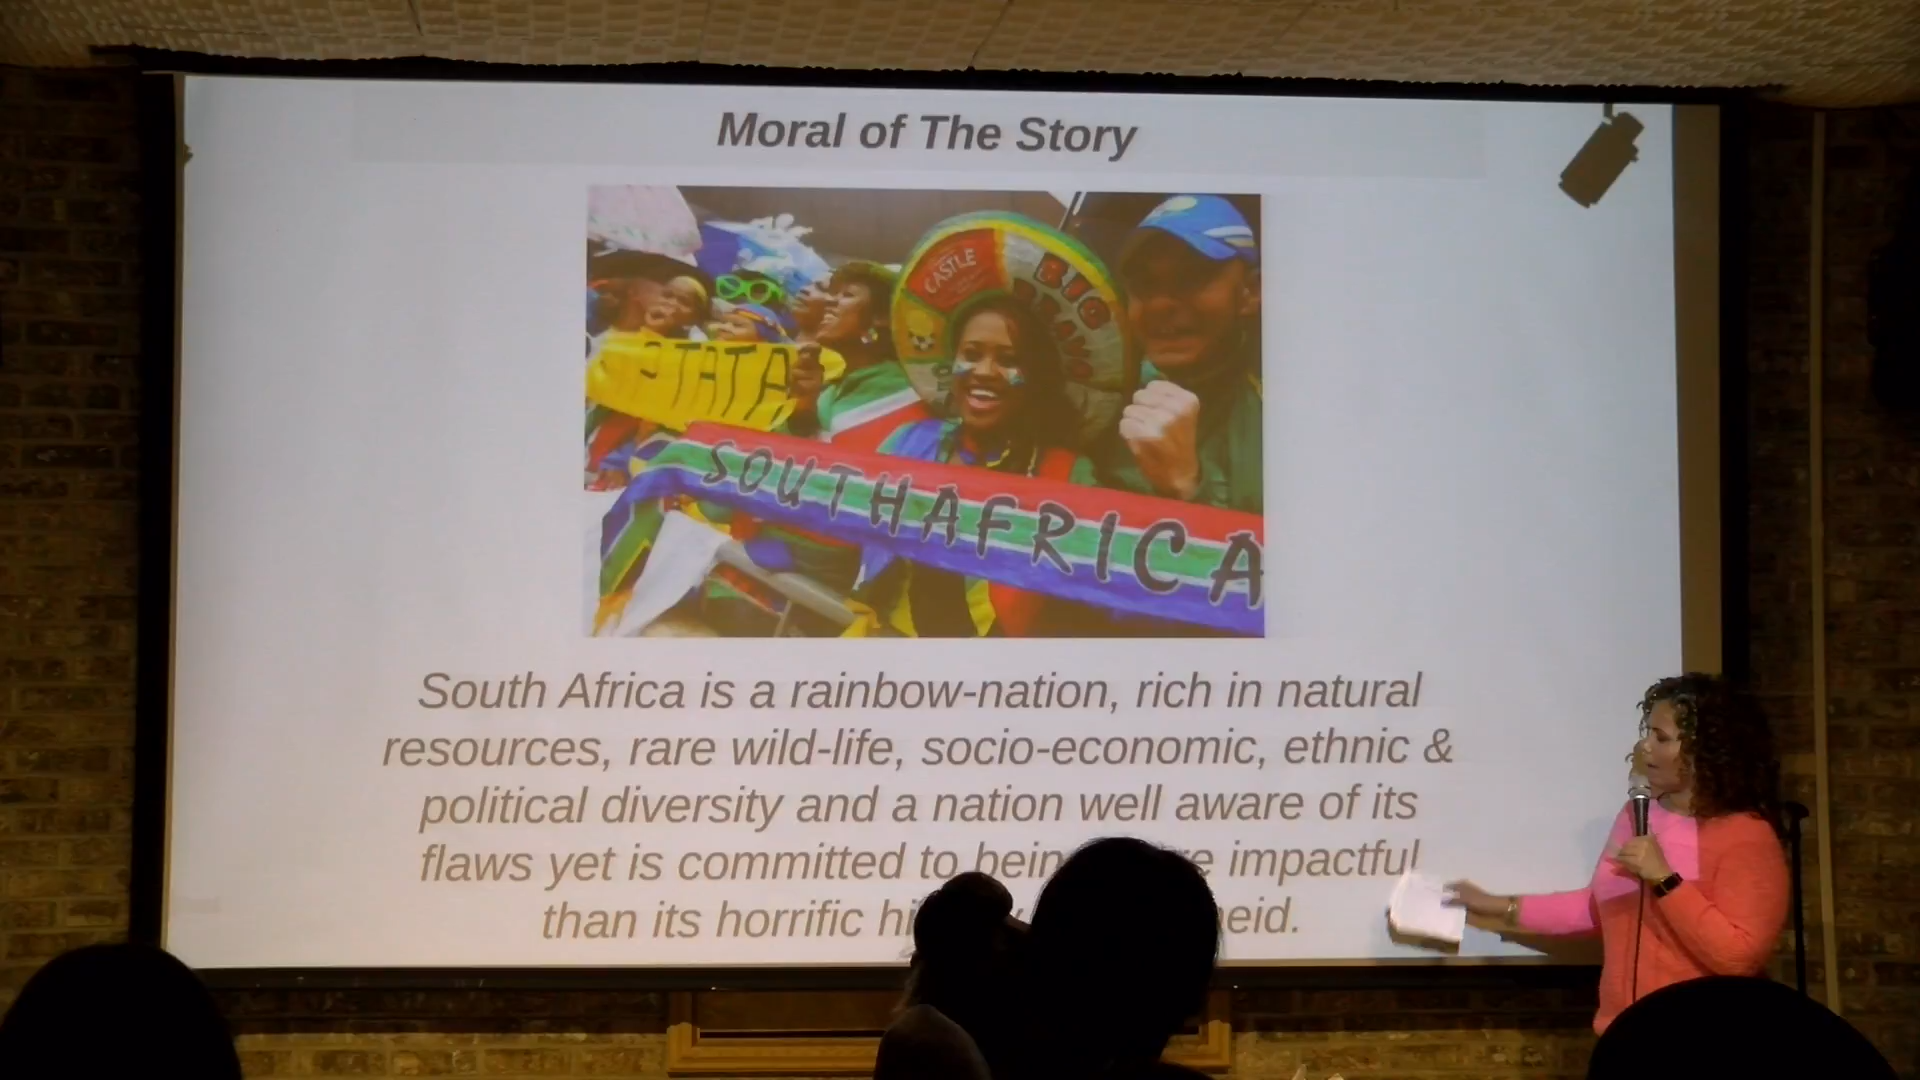 Moral of The Story
CASTLE
BIG
TATA
SOUTH AFRICA
South Africa is a rainbow-nation, rich in natural
resources, rare wild-life, socio-economic, ethnic &
political diversity and a nation well aware of its
flaws yet is committed to impactful
than its horrific